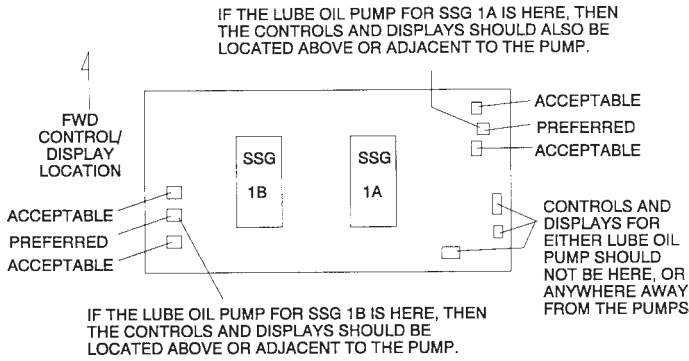 IF THE LUBE OIL PUMP FOR SSG 1A IS HERE, THEN
THE CONTROLS AND DISPLAYS SHOULD ALSO BE
LOCATED ABOVE OR ADJACENT TO THE PUMP.
FWD
CONTROL/
DISPLAY
LOCATION
ACCEPTABLE
PREFERRED
ACCEPTABLE
SSG
1B
SSG
1A
ACCEPTABLE
PREFERRED
ACCEPTABLE
CONTROLS AND
DISPLAYS FOR
EITHER LUBE OIL
PUMP SHOULD
NOT BE HERE, OR
ANYWHERE AWAY
FROM THE PUMPS
IF THE LUBE OIL PUMP FOR SSG 1B IS HERE, THEN
THE CONTROLS AND DISPLAYS SHOULD BE
LOCATED ABOVE OR ADJACENT TO THE PUMP.